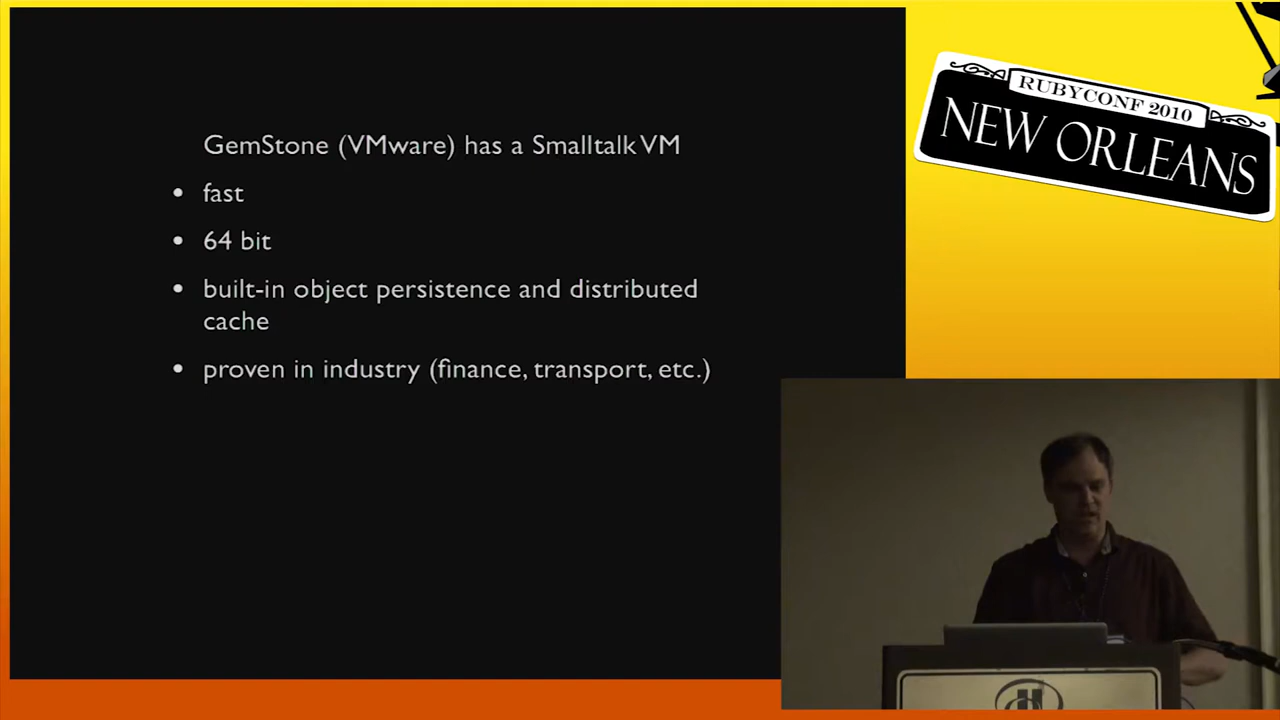 GemStone (VMware) has a Smalltalk VM
• fast
• 64 bit
• built-in object persistence and distributed
cache
• proven in industry (finance, transport, etc.)
RUBYCONF 2010
NEW ORLEANS